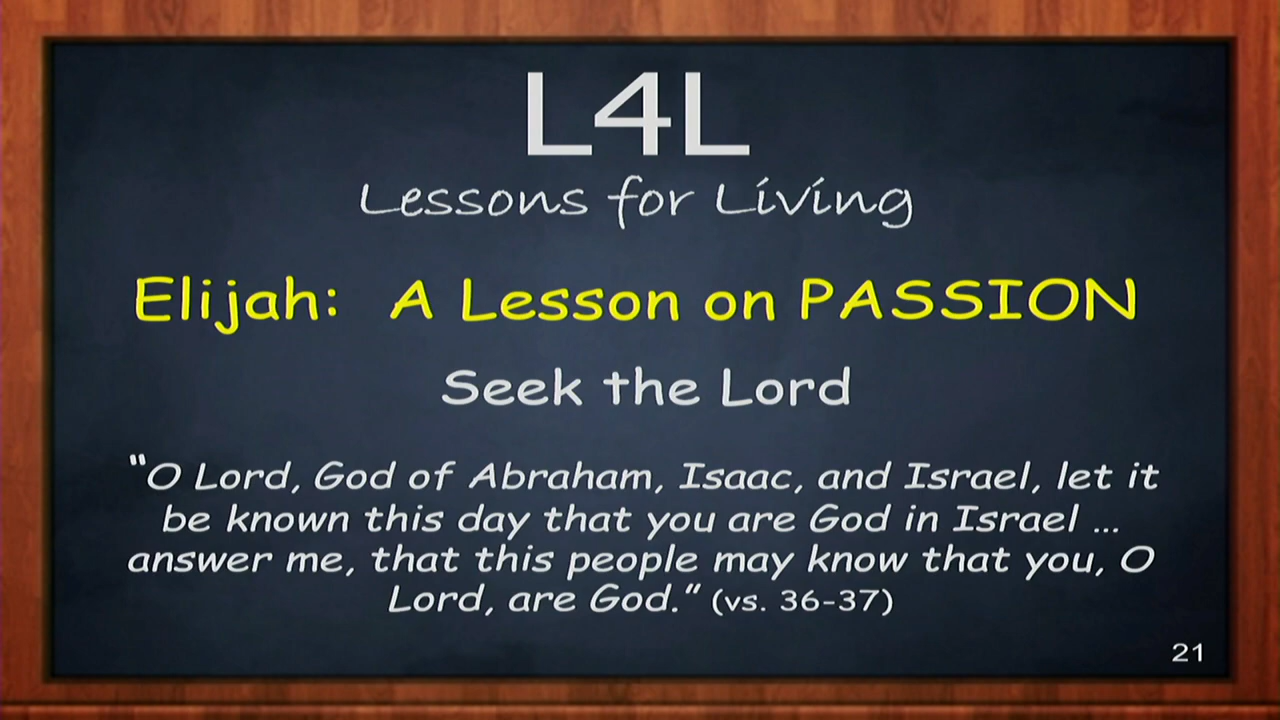 L4L
Lessons for Living
Elijah: A Lesson on PASSION
Seek the Lord
"O Lord, God of Abraham, Isaac, and Israel, let it
be known this day that you are God in Israel ...
answer me, that this people may know that you, O
Lord, are God." (vs. 36-37)
21